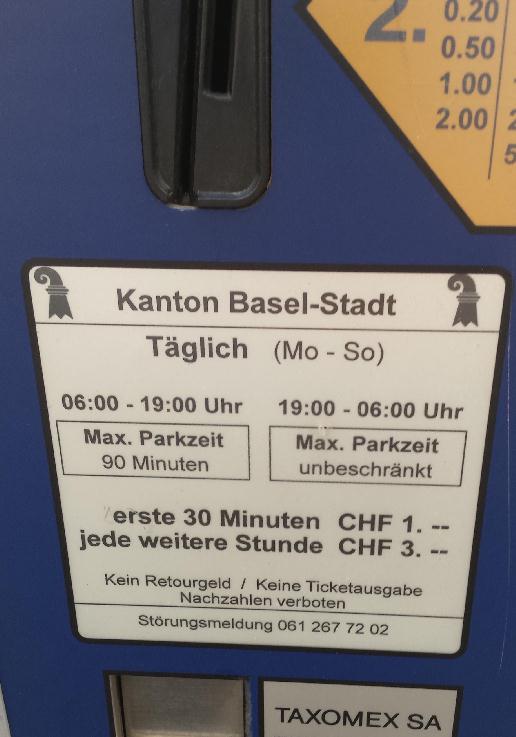 2.
0.20
0.50
1.00
2.00
Kanton Basel-Stadt
Täglich (Mo - So)
06:00 - 19:00 Uhr 19:00 - 06:00 Uhr
Max. Parkzeit Max. Parkzeit
90 Minuten unbeschränkt
erste 30 Minuten CHF 1. --
jede weitere Stunde CHF 3. --
Kein Retourgeld / Keine Ticketausgabe
Nachzahlen verboten
Störungsmeldung 061 267 72 02
TAXOMEX SA